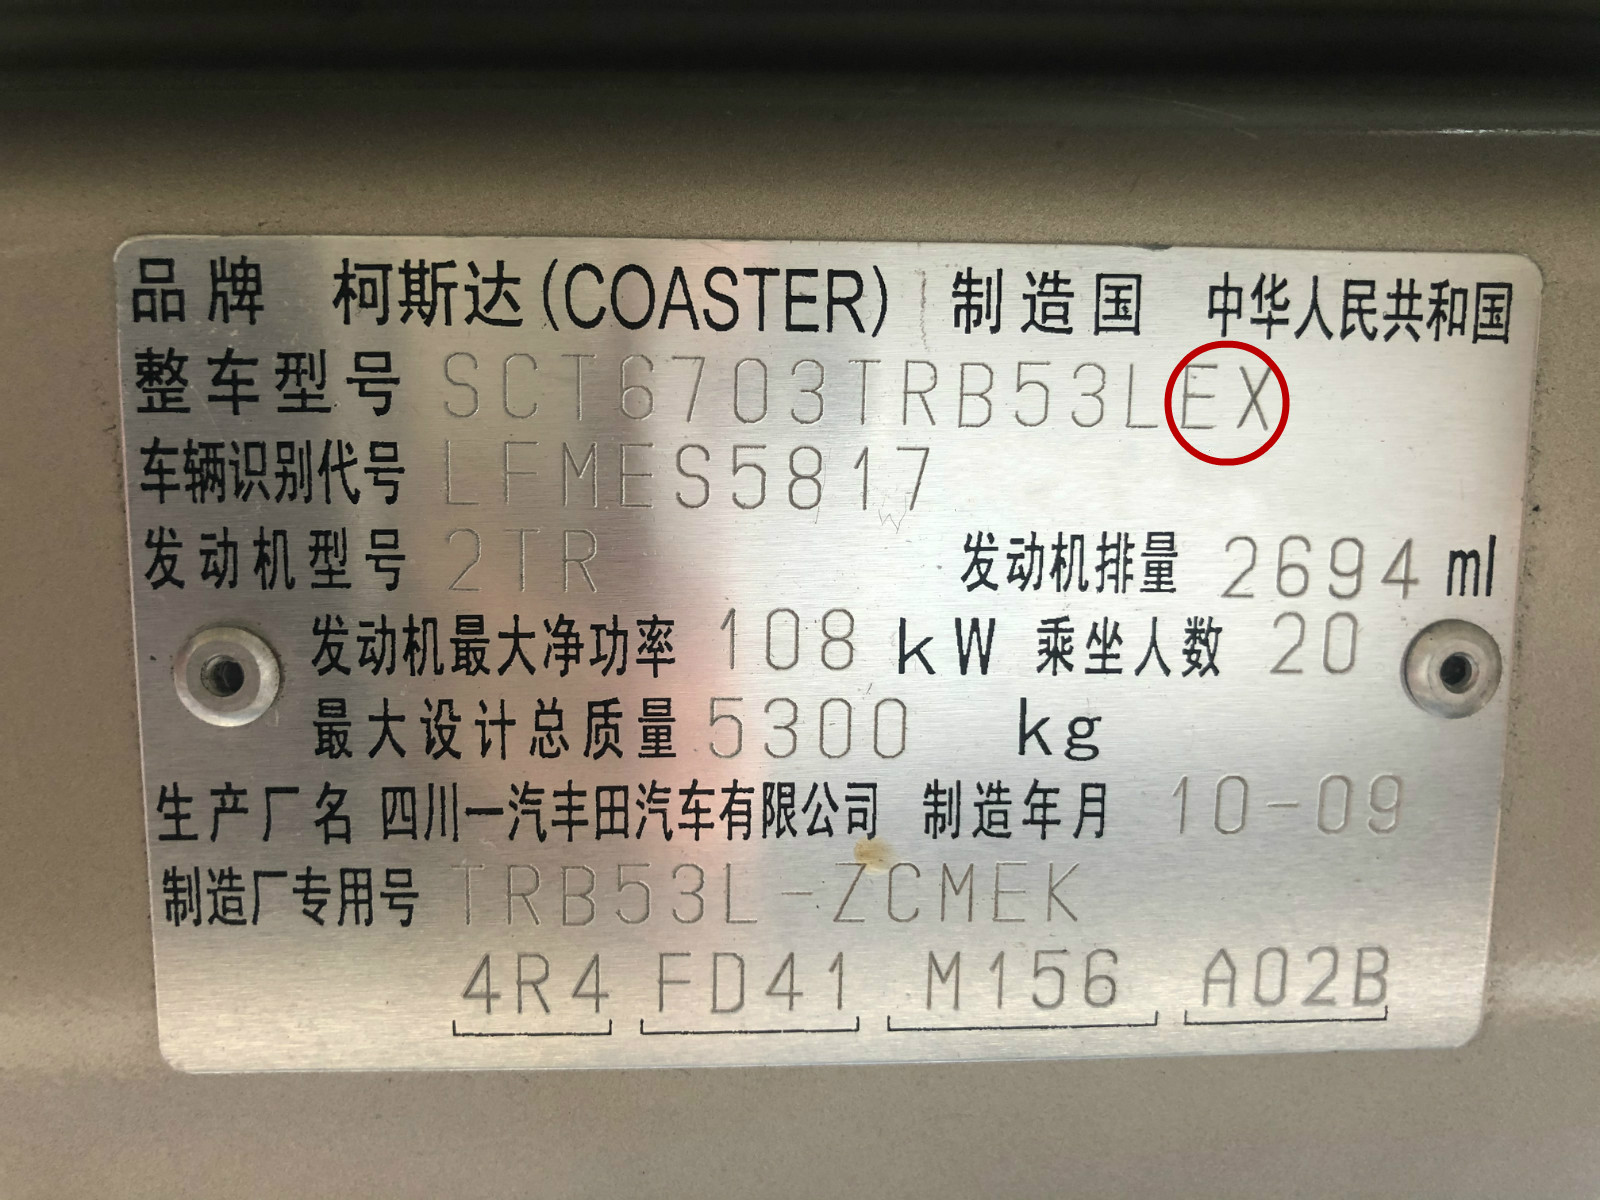 品牌 柯斯达(COASTER) 制造国 中华人民共和国
整车型号 SCT6703TRB53LEX
车辆识别代号 LFMES5817
发动机型号 2TR 发动机排量 2694 ml
发动机最大净功率 108 kW 乘坐人数 20
最大设计总质量 5300 kg
生产厂名 四川一汽丰田汽车有限公司 制造年月 10-09
制造厂专用号 TRB53L-ZCMEK
4R4 FD41 M156 A02B